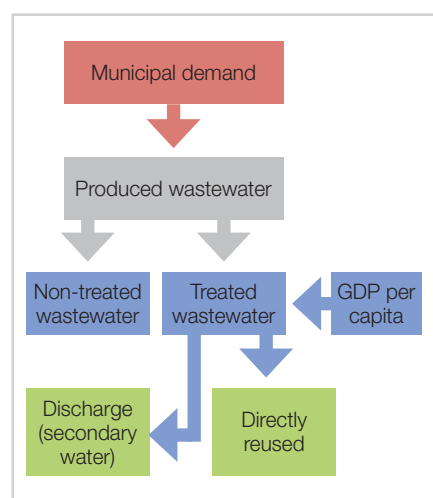 Municipal demand
Produced wastewater
Non-treated
wastewater
Treated
wastewater
GDP per
capita
Discharge
(secondary
water)
Directly
reused